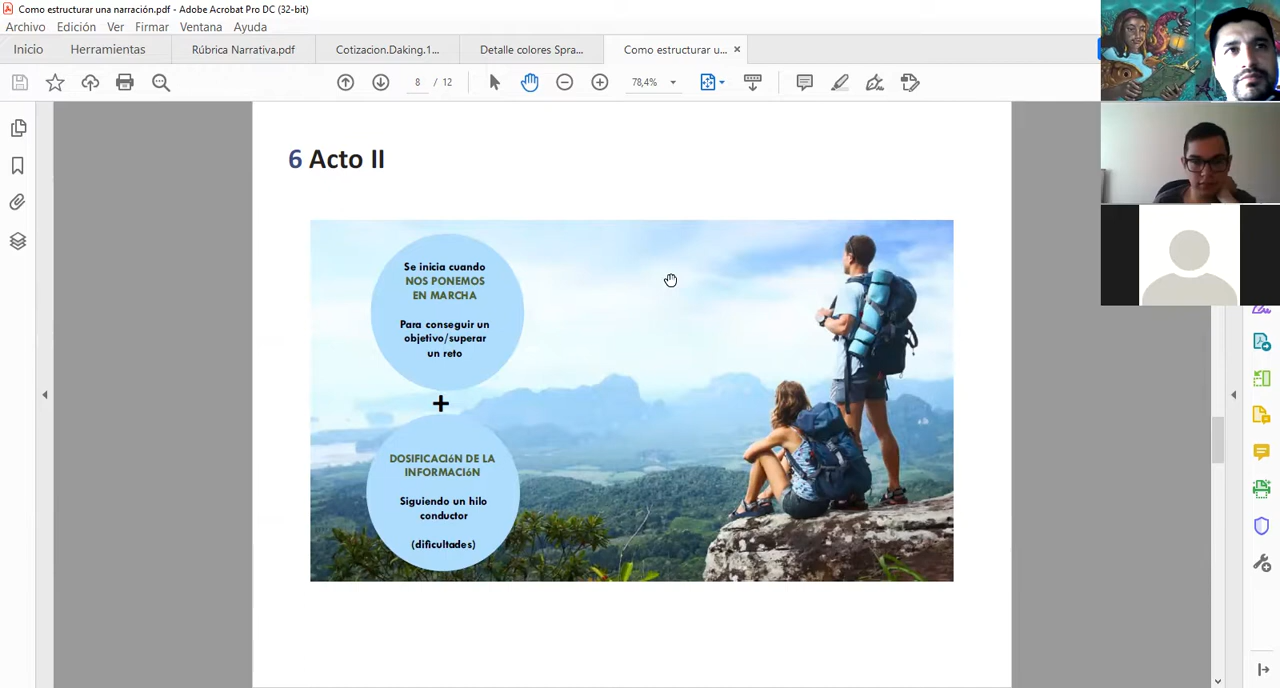 Como estructurar una narración.pdf - Adobe Acrobat Pro DC (32-bit)
Archivo Edición Ver Firmar Ventana Ayuda
Inicio Herramientas Rúbrica Narrativa.pdf Cotizacion.Daking.1... Detalle colores Spra... Como estructurar u... ×
8 / 12 78,4%
6 Acto II
Se inicia cuando
NOS PONEMOS
EN MARCHA
Para conseguir un
objetivo/superar
un reto
+
DOSIFICACIóN DE LA
INFORMACIóN
Siguiendo un hilo
conductor
(dificultades)